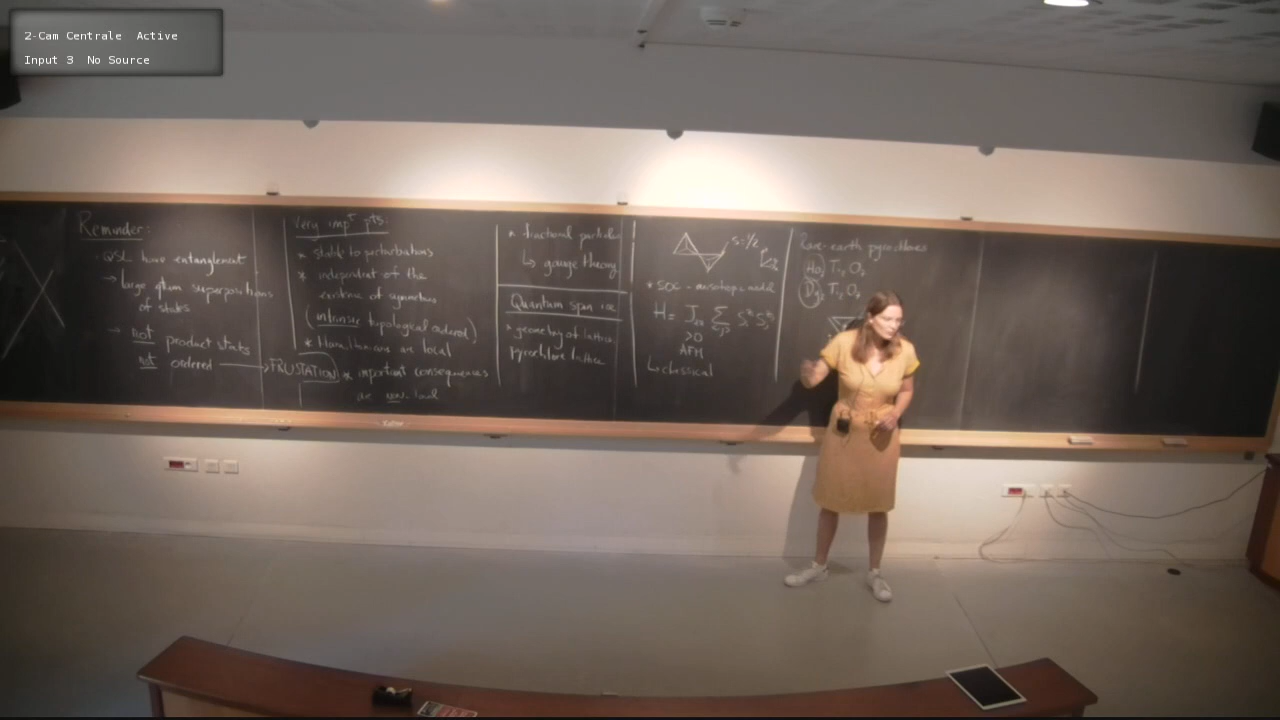 2-Cam Centrale Active
Input 3 No Source
Reminder:
· QSL have entanglement
→ large qtum superpositions
of states
→ not product states
not ordered → FRUSTATION
Very impt pts:
* stable to perturbations
* independent of the
existence of symmetries
(intrinsic topological ordered)
* Hamiltonians are local
* important consequences
are non-local
* fractional particles
↳ gauge theory
Quantum spin ice
* geometry of lattice
pyrochlore lattice
S=1/2
* SOC - anisotropic model
H =
>0
AFM
↳ classical
Rare-earth pyrochlores
Ho₂ Ti₂ O₇
Dy₂ Ti₂ O₇